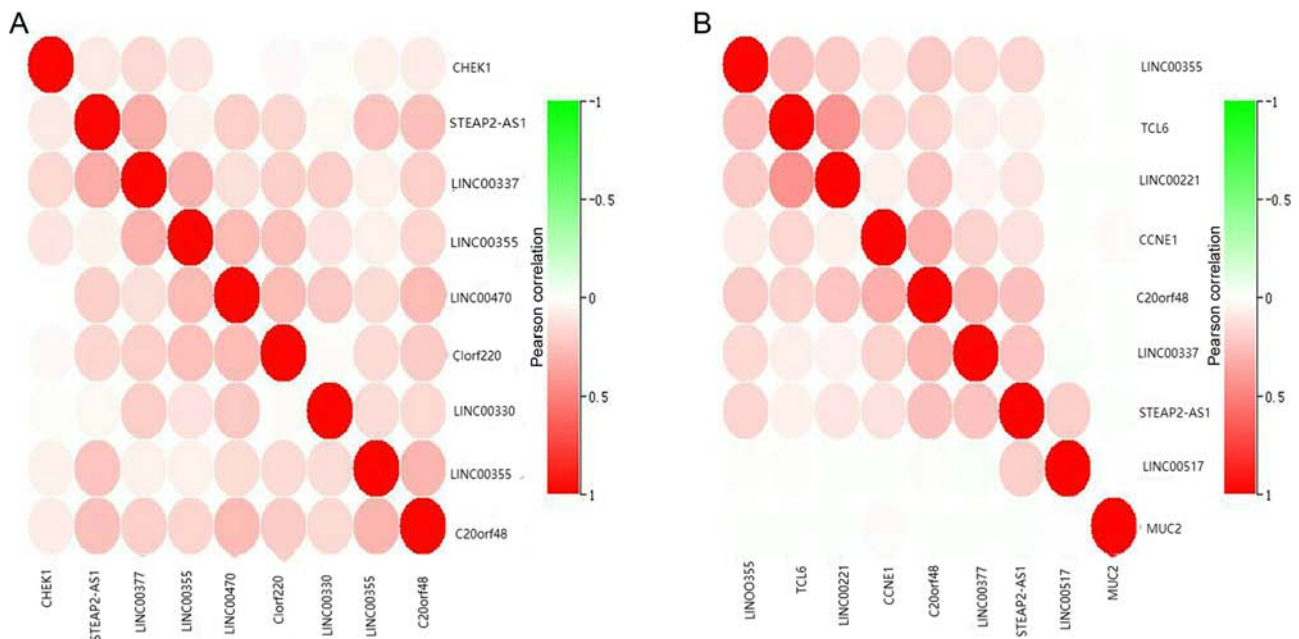 A
CHEK1
STEAP2-AS1
LINC00337
LINC00355
LINC00470
Clorf220
LINC00330
LINC00355
C20orf48
CHEK1
STEAP2-AS1
LINC00377
LINC00355
LINC00470
Clorf220
LINC00330
LINC00355
C20orf48
-1
-0.5
0
0.5
1
Pearson correlation
B
LINC00355
TCL6
LINC00221
CCNE1
C20orf48
LINC00337
STEAP2-AS1
LINC00517
MUC2
LINOO355
TCL6
LINC00221
CCNE1
C20orf48
LINC00377
STEAP2-AS1
LINC00517
MUC2
-1
-0.5
0
0.5
1
Pearson correlation